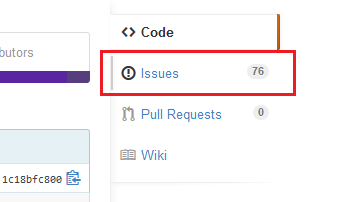 Code
butors
Issues 76
Pull Requests 0
Wiki
1c18bfc800